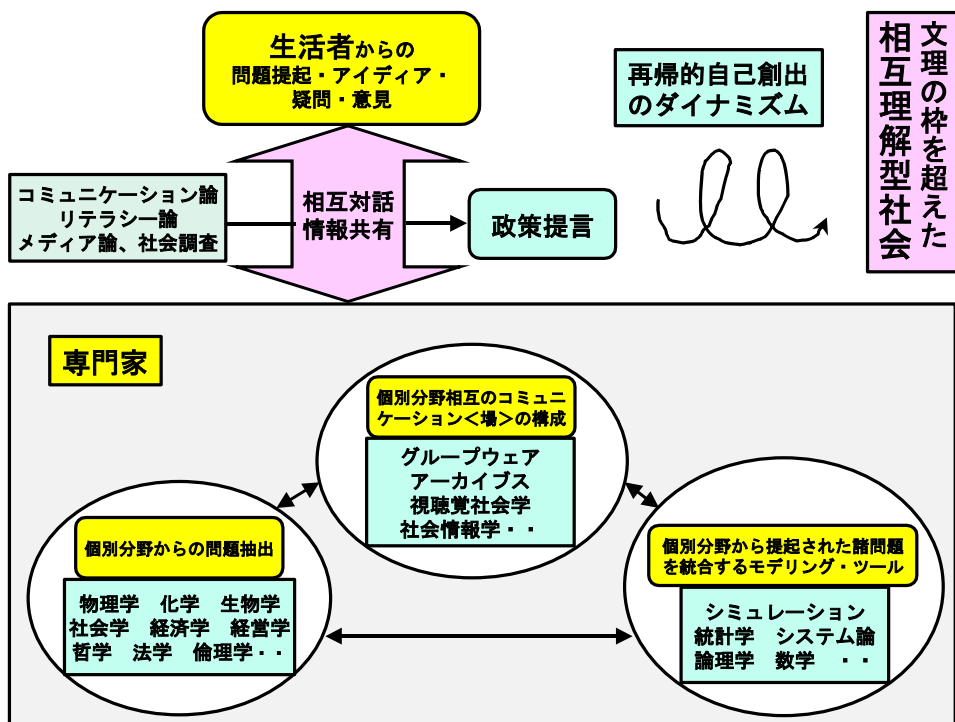 生活者からの
問題提起・アイディア・
疑問・意見
再帰的自己創出
のダイナミズム
文理の枠を超えた
相互理解型社会
コミュニケーション論
リテラシー論
メディア論、社会調査
相互対話
情報共有
政策提言
専門家
個別分野相互のコミュニ
ケーション＜場＞の構成
グループウェア
アーカイブス
視聴覚社会学
社会情報学・・
個別分野からの問題抽出
物理学　化学　生物学
社会学　経済学　経営学
哲学　法学　倫理学・・
個別分野から提起された諸問題
を統合するモデリング・ツール
シミュレーション
統計学　システム論
論理学　数学　・・